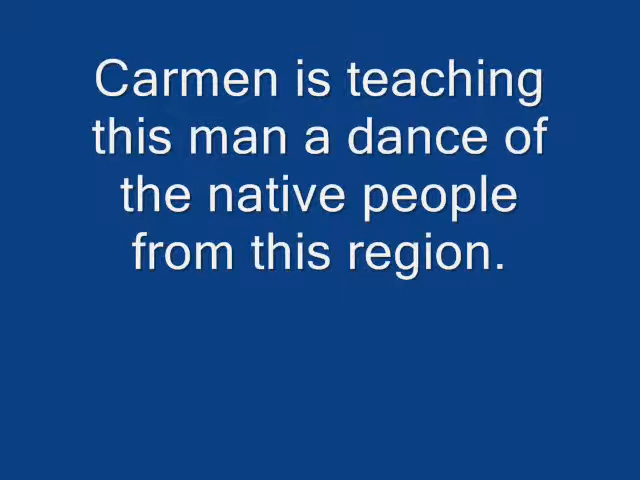 Carmen is teaching
this man a dance of
the native people
from this region.